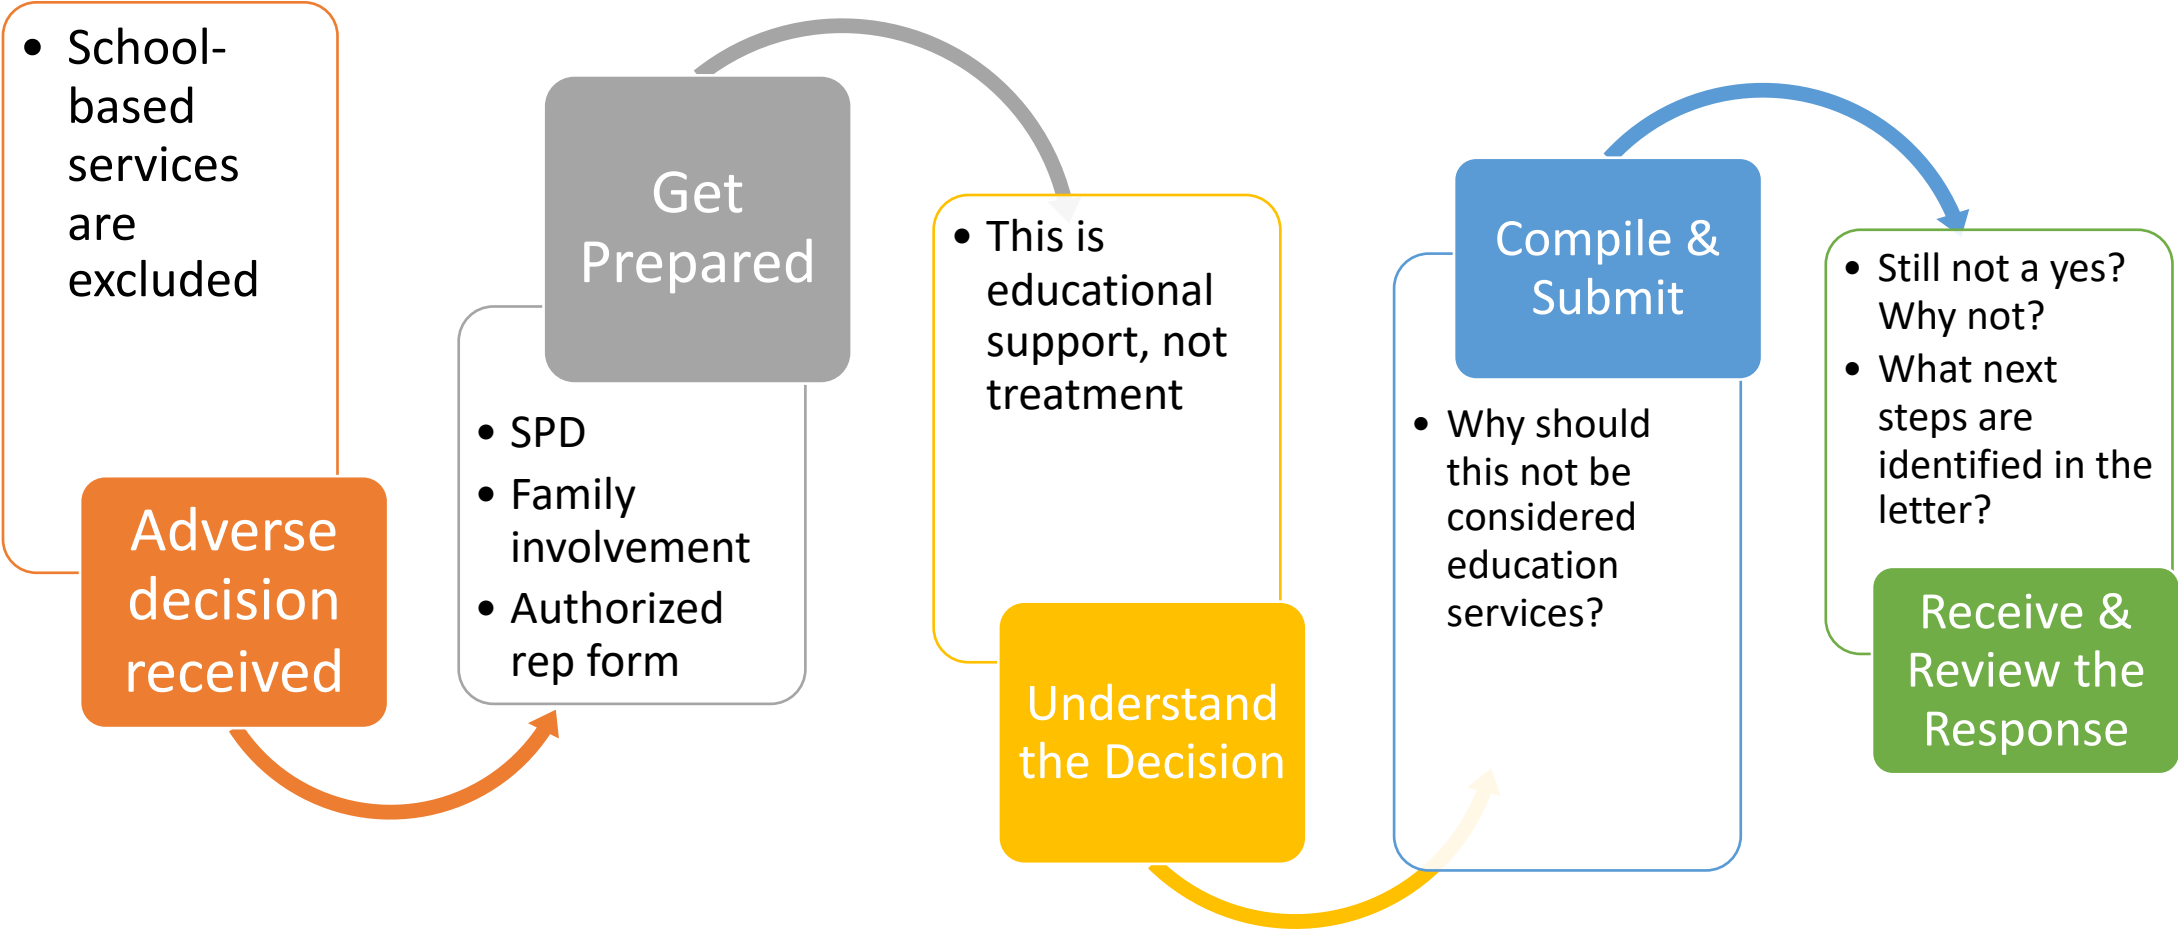 • School-
based
services
are
excluded
Adverse
decision
received
Get
Prepared
• SPD
• Family
involvement
• Authorized
rep form
• This is
educational
support, not
treatment
Understand
the Decision
Compile &
Submit
• Why should
this not be
considered
education
services?
• Still not a yes?
Why not?
• What next
steps are
identified in the
letter?
Receive &
Review the
Response